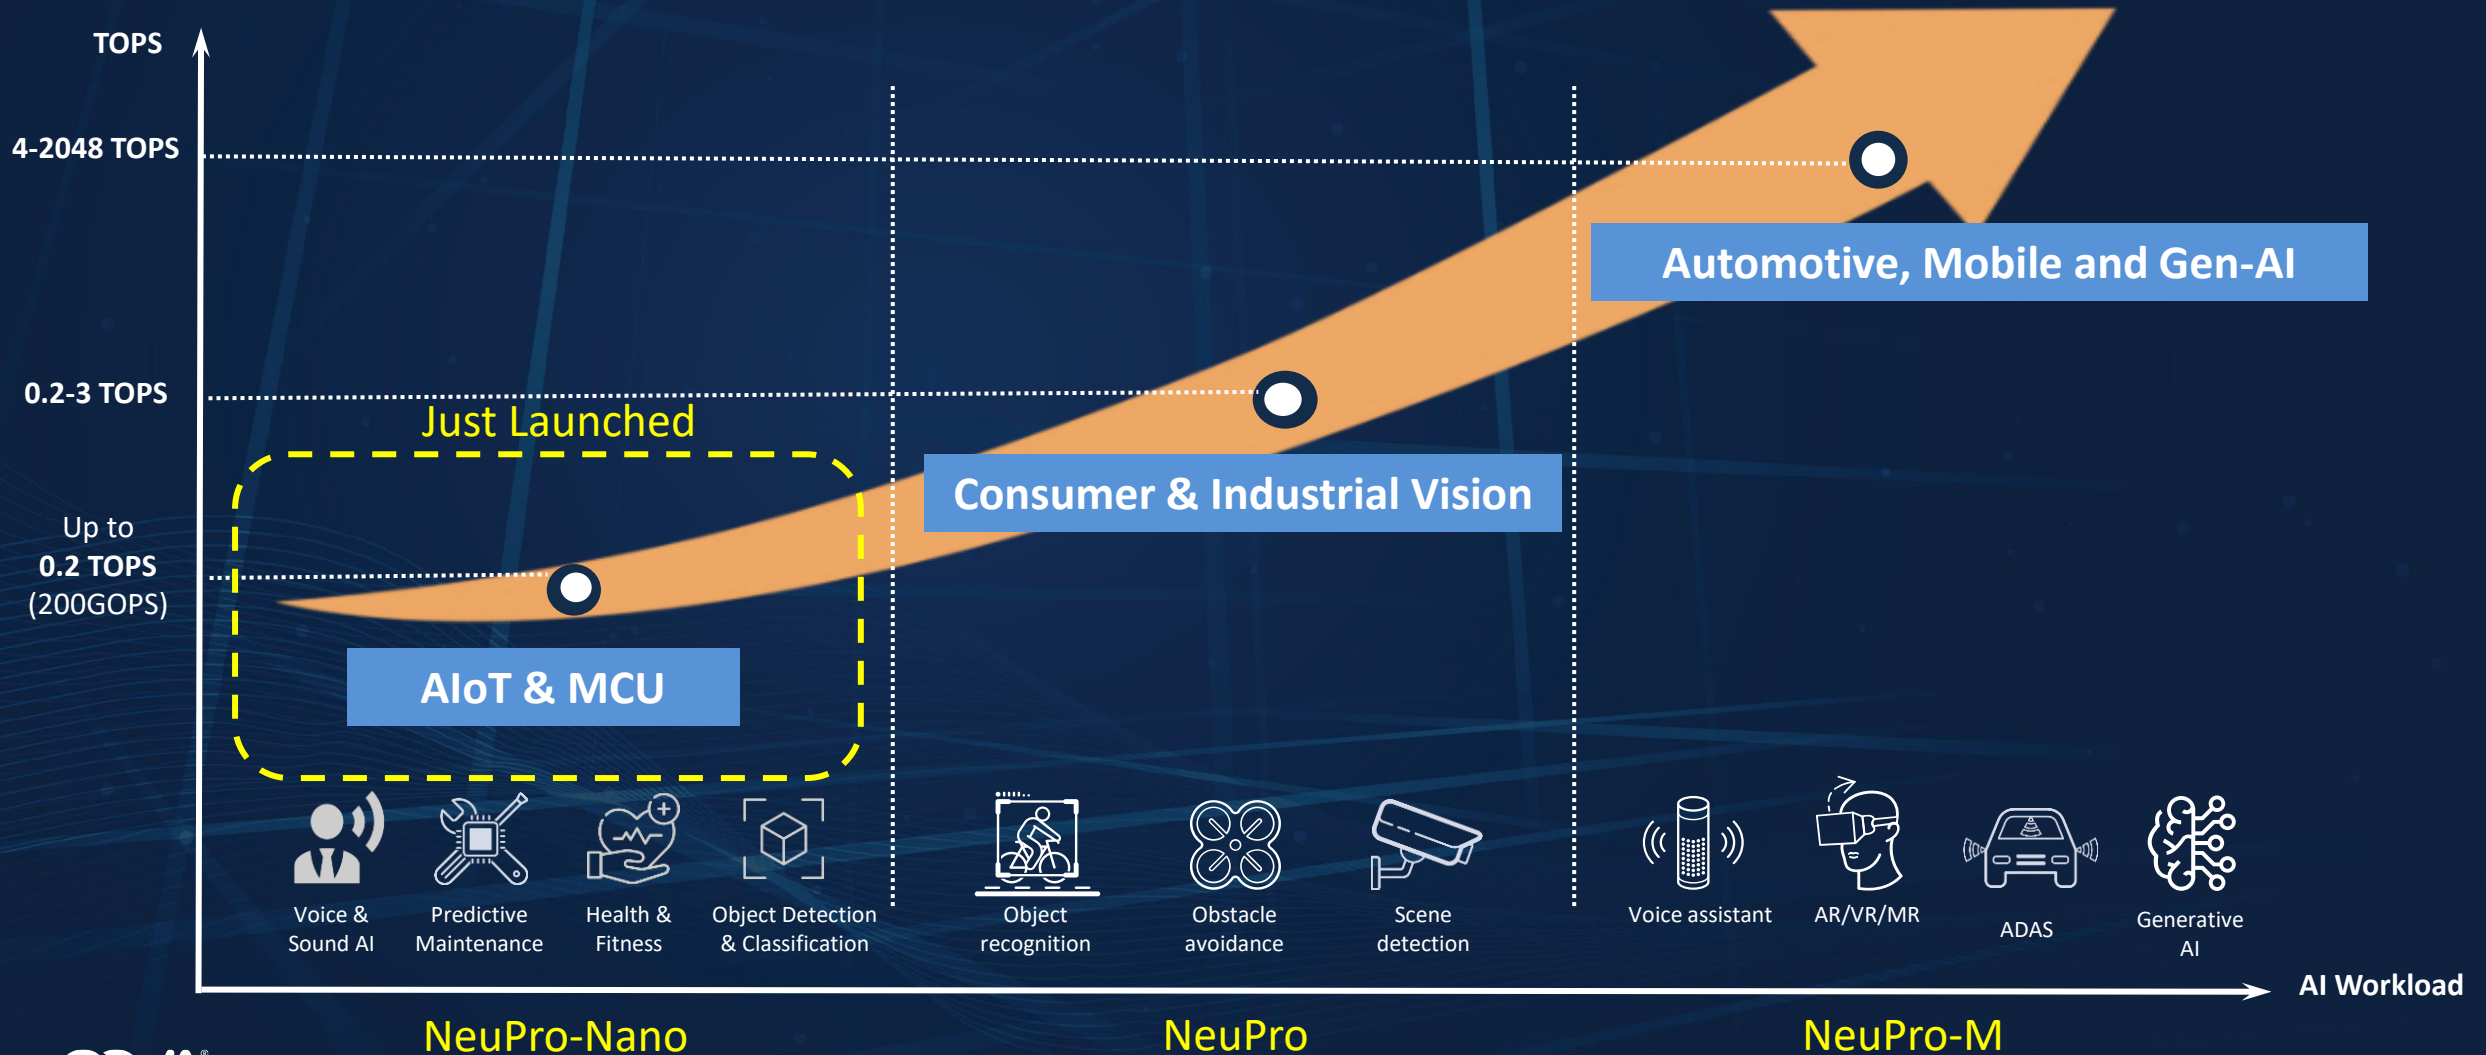 TOPS
4-2048 TOPS
Automotive, Mobile and Gen-AI
0.2-3 TOPS
Just Launched
Consumer & Industrial Vision
Up to
0.2 TOPS
(200GOPS)
AIoT & MCU
Voice &
Sound AI
Predictive
Maintenance
Health &
Fitness
Object Detection
& Classification
Object
recognition
Obstacle
avoidance
Scene
detection
Voice assistant
AR/VR/MR
ADAS
Generative
AI
AI Workload
NeuPro-Nano
NeuPro
NeuPro-M